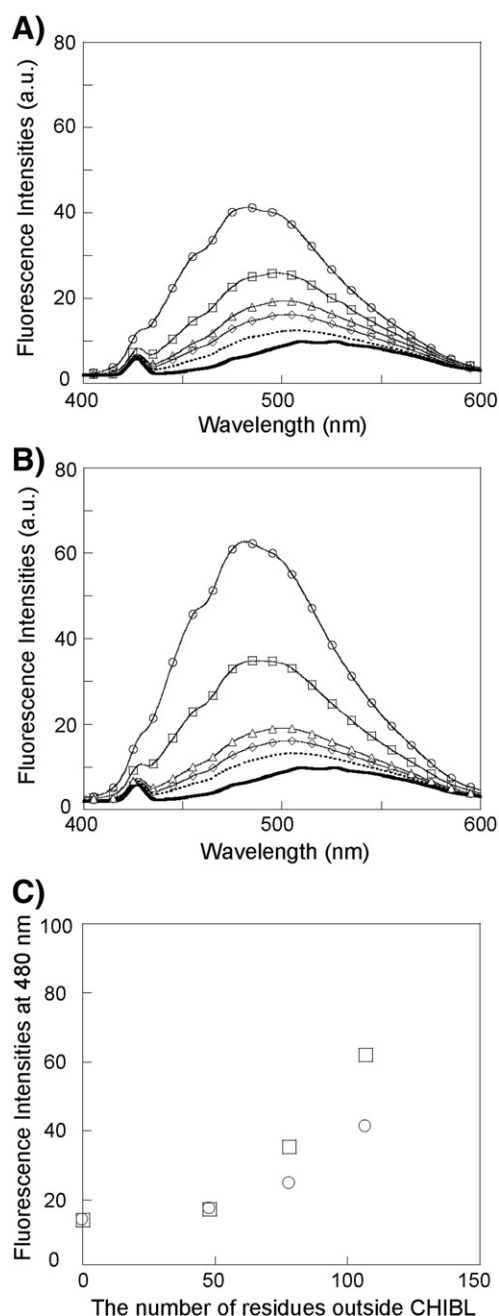 A)
80
60
40
20
0
400
500
600
Fluorescence Intensities (a.u.)
Wavelength (nm)
B)
80
60
40
20
0
400
500
600
Fluorescence Intensities (a.u.)
Wavelength (nm)
C)
100
80
60
40
20
0
0
50
100
150
Fluorescence Intensities at 480 nm
The number of residues outside CHIBL